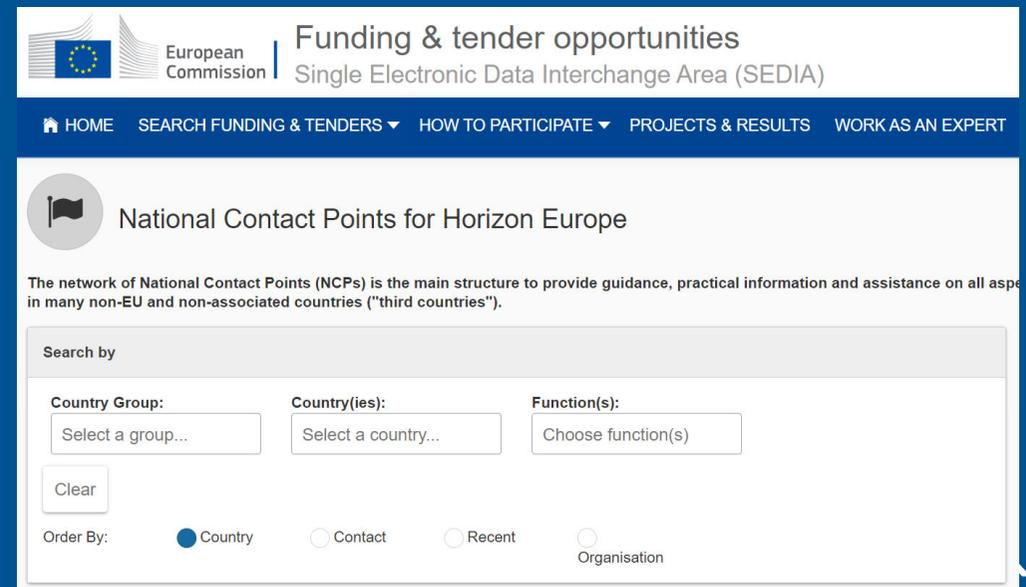 European
Commission
Funding & tender opportunities
Single Electronic Data Interchange Area (SEDIA)
HOME SEARCH FUNDING & TENDERS HOW TO PARTICIPATE PROJECTS & RESULTS WORK AS AN EXPERT
National Contact Points for Horizon Europe
The network of National Contact Points (NCPs) is the main structure to provide guidance, practical information and assistance on all
in many non-EU and non-associated countries ("third countries").
Search by
Country Group: Country(ies): Function(s):
Select a group... Select a country... Choose function(s)
Clear
Order By: Country Contact Recent Organisation